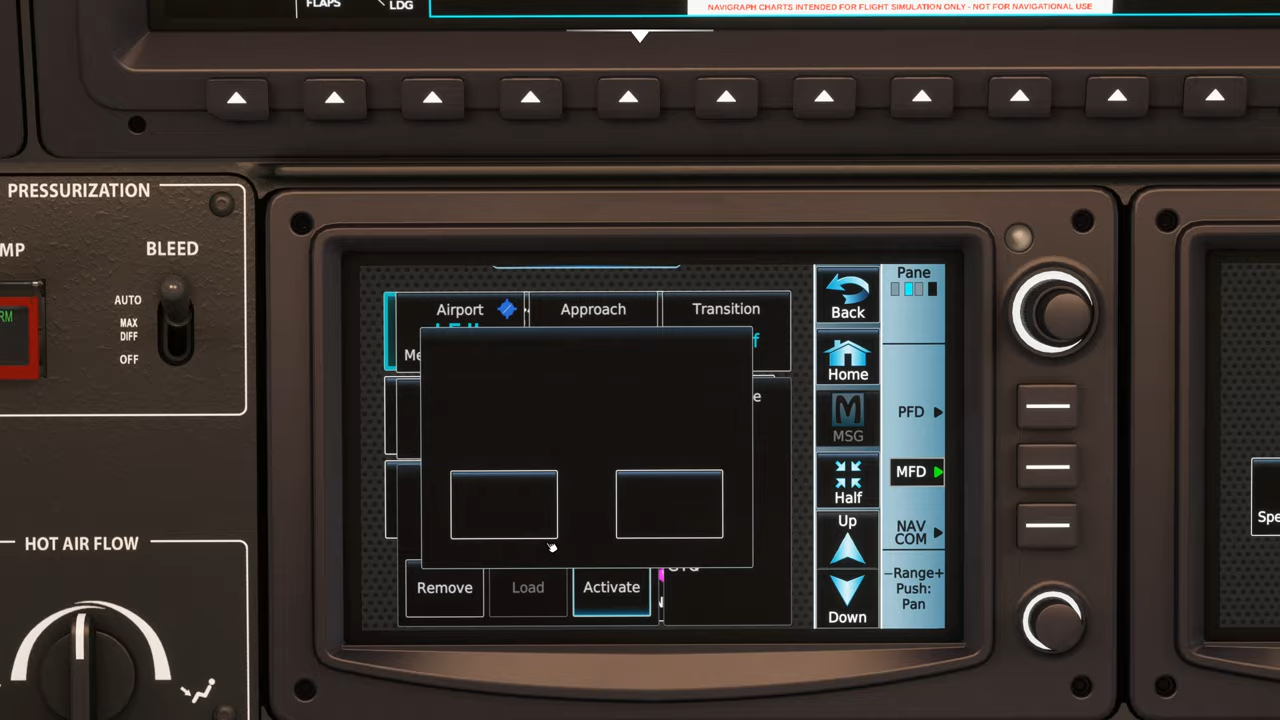 FLAPS
LDG
NAVIGRAPH CHARTS INTENDED FOR FLIGHT SIMULATION ONLY - NOT FOR NAVIGATIONAL USE
PRESSURIZATION
BLEED
AUTO
MAX
DIFF
OFF
HOT AIR FLOW
Airport
Approach
Transition
Remove
Load
Activate
Back
Home
MSG
Half
Up
Down
Pane
PFD
MFD
NAV
COM
−Range+
Push:
Pan